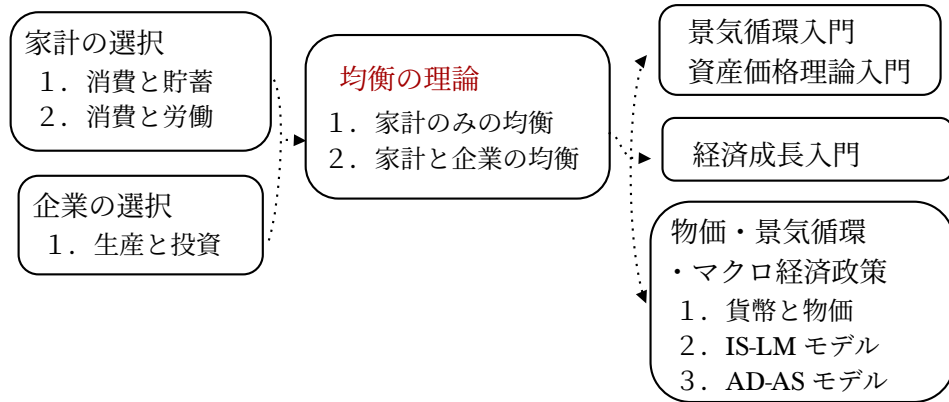 家計の選択
１．消費と貯蓄
２．消費と労働
企業の選択
１．生産と投資
均衡の理論
１．家計のみの均衡
２．家計と企業の均衡
景気循環入門
資産価格理論入門
経済成長入門
物価・景気循環
・マクロ経済政策
１．貨幣と物価
２．IS-LM モデル
３．AD-AS モデル